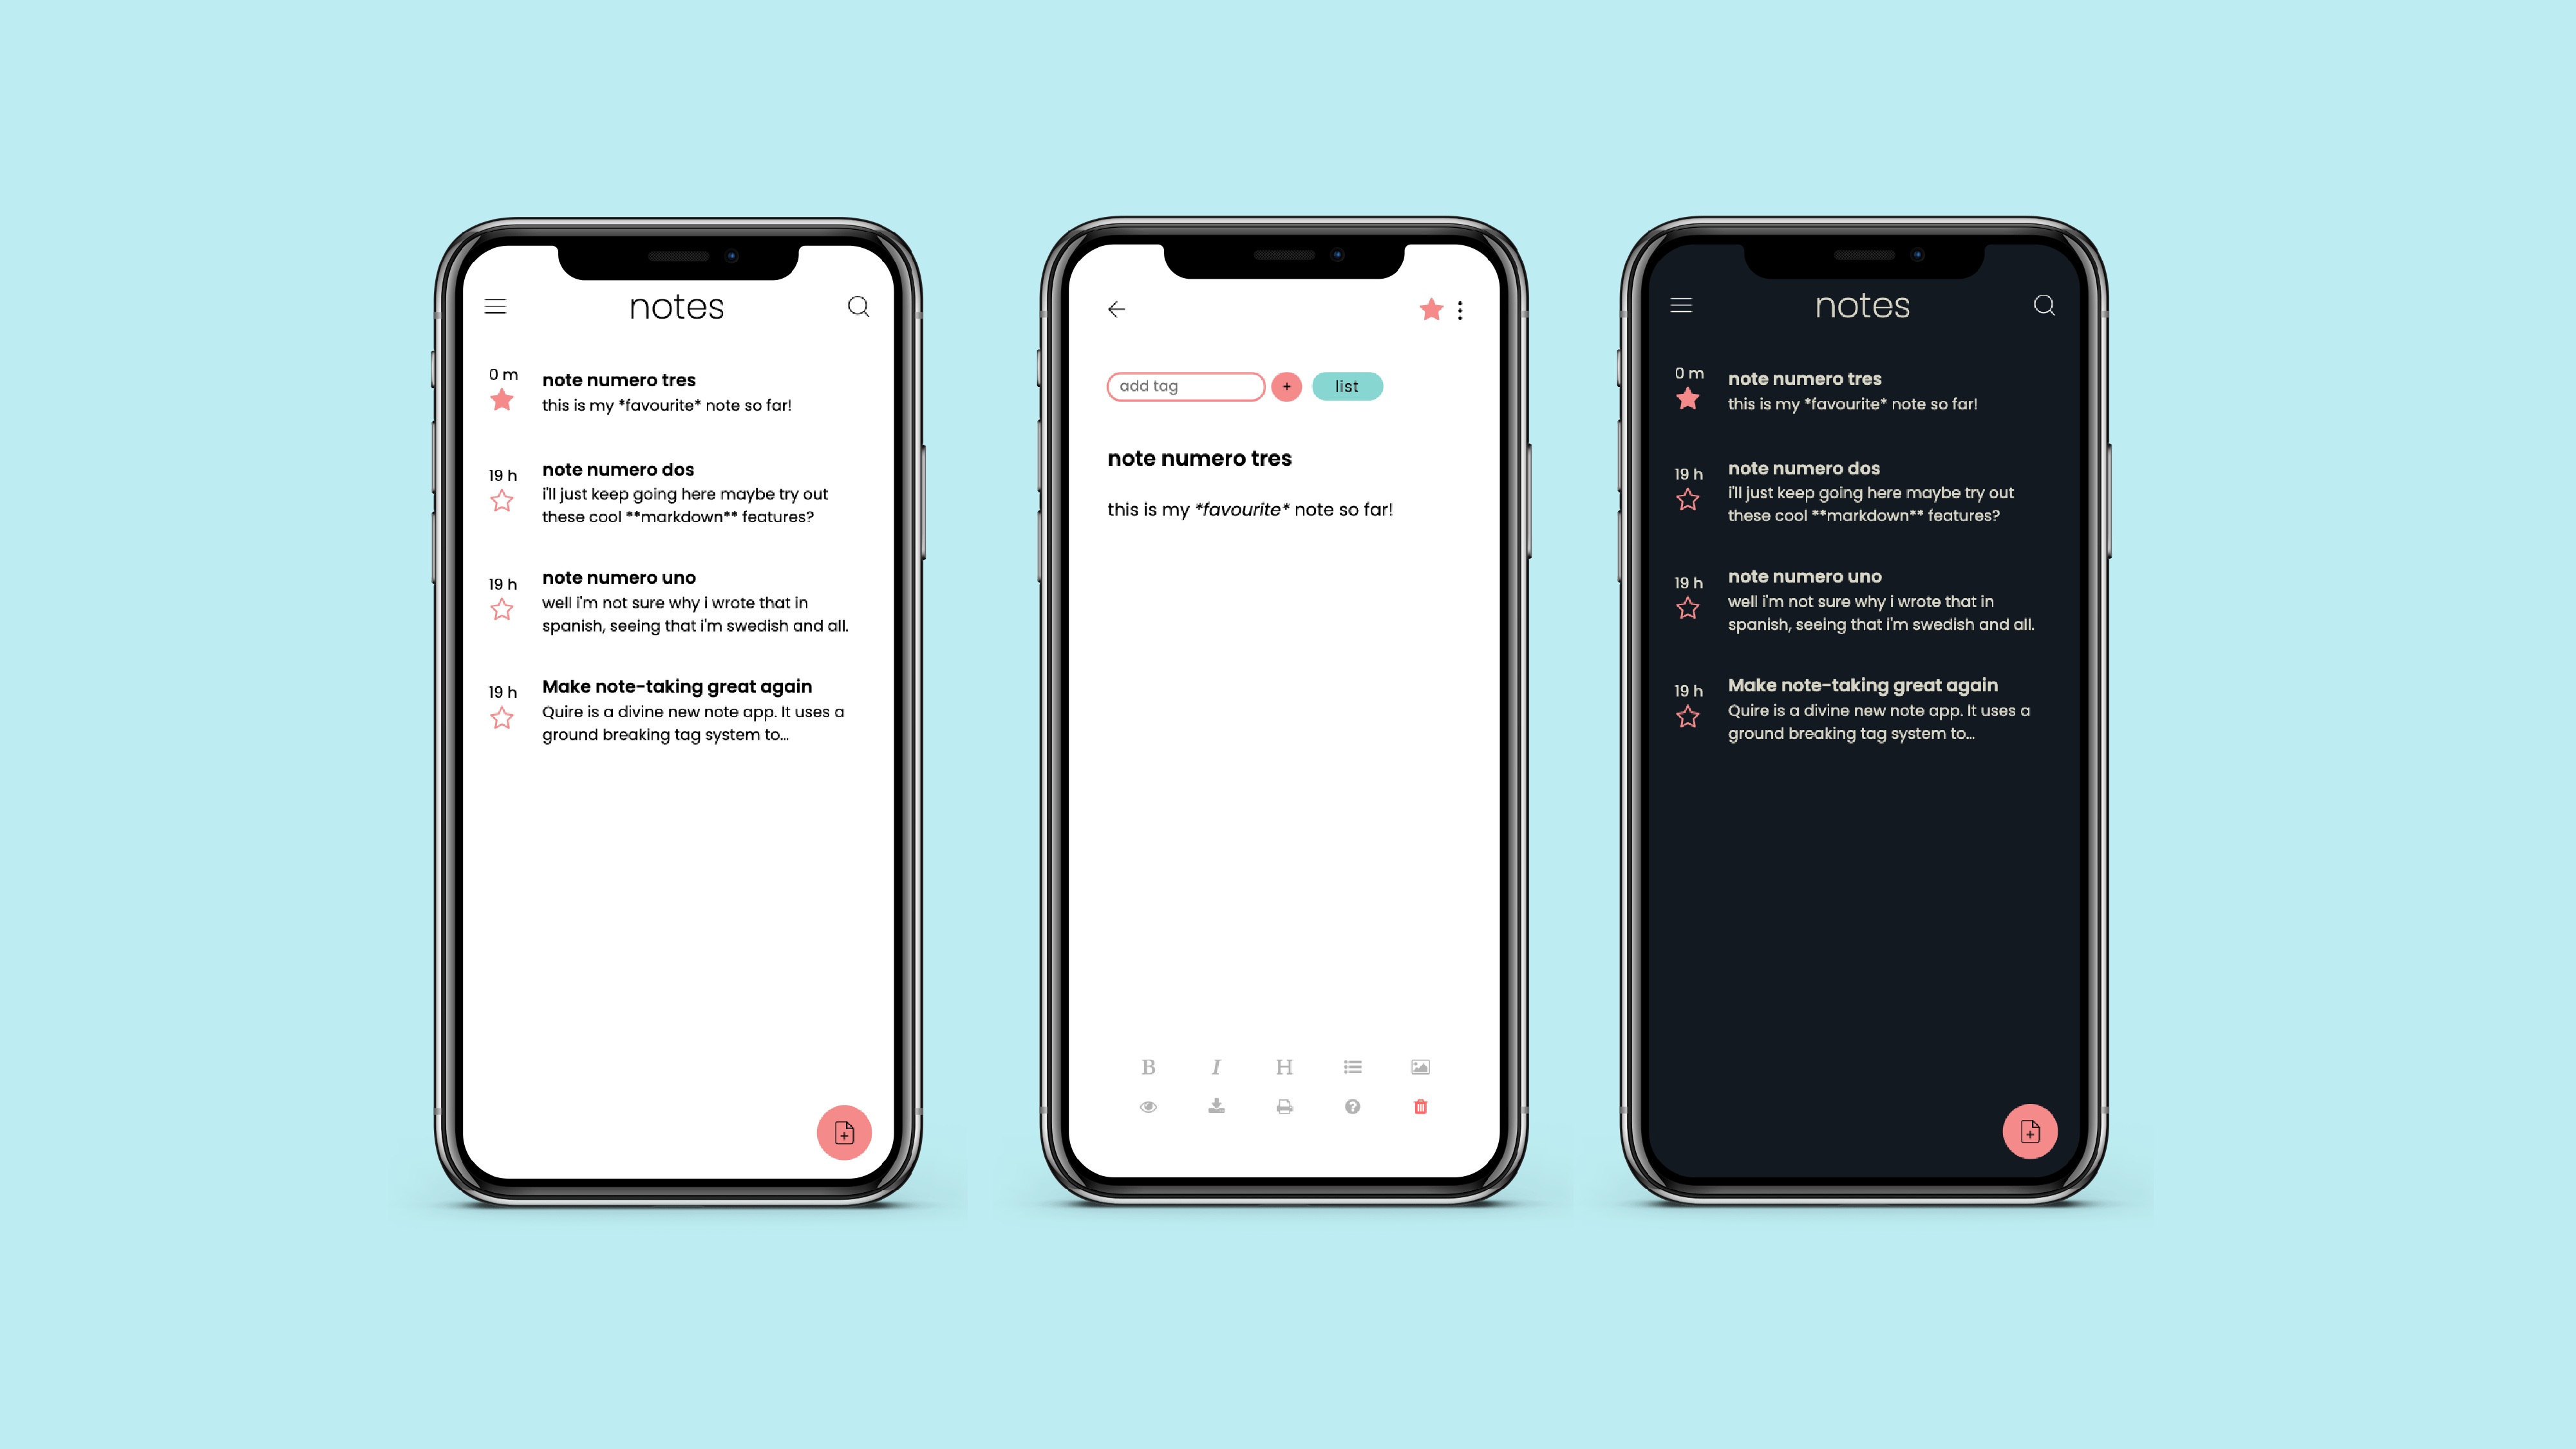 notes
0 m
note numero tres
this is my *favourite* note so far!
19 h
note numero dos
i'll just keep going here maybe try out
these cool **markdown** features?
19 h
note numero uno
well i'm not sure why i wrote that in
spanish, seeing that i'm swedish and all.
19 h
Make note-taking great again
Quire is a divine new note app. It uses a
ground breaking tag system to...
add tag + list
note numero tres
this is my *favourite* note so far!
B I H
?
notes
0 m
note numero tres
this is my *favourite* note so far!
19 h
note numero dos
i'll just keep going here maybe try out
these cool **markdown** features?
19 h
note numero uno
well i'm not sure why i wrote that in
spanish, seeing that i'm swedish and all.
19 h
Make note-taking great again
Quire is a divine new note app. It uses a
ground breaking tag system to...